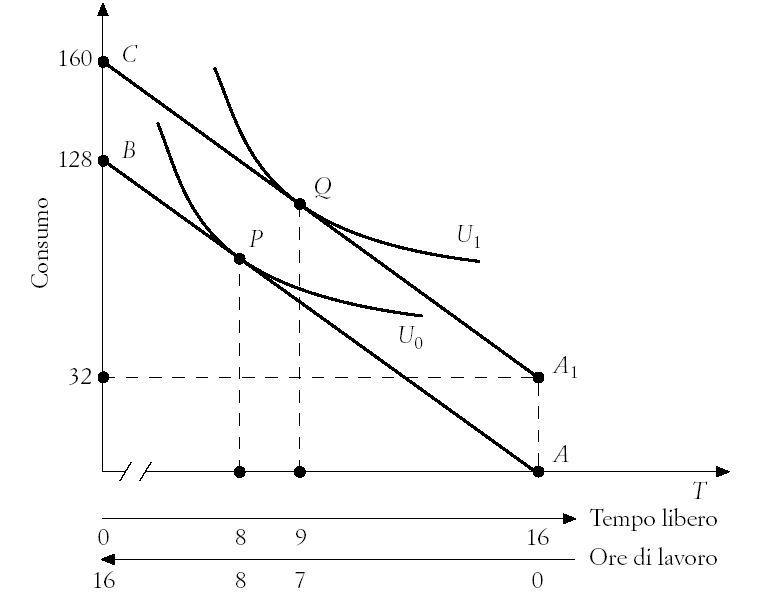 160
C
128
B
Q
P
Consumo
U1
U0
32
A1
A
T
Tempo libero
0 8 9 16
Ore di lavoro
16 8 7 0